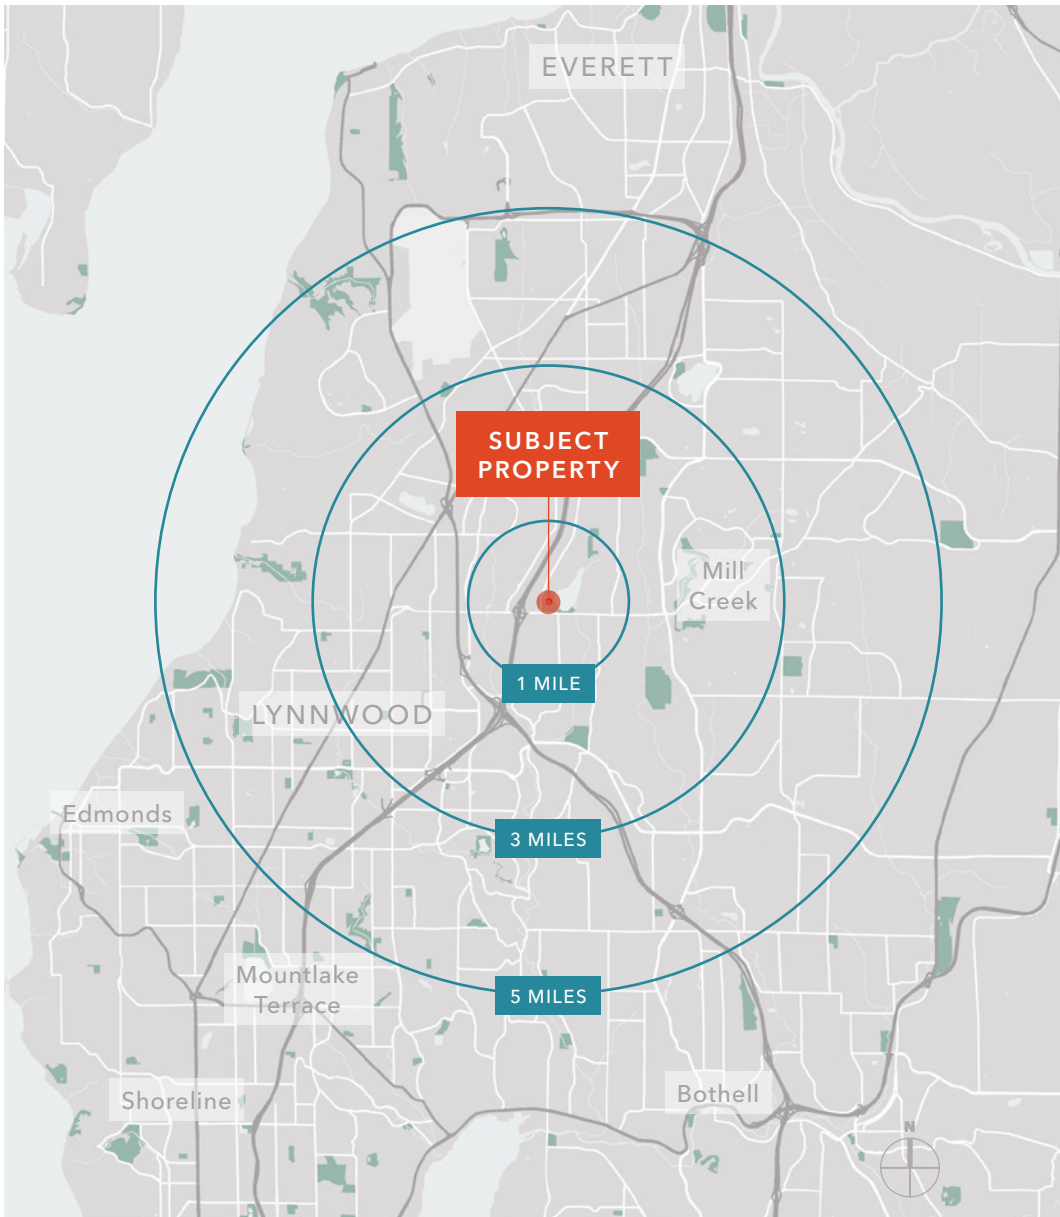 EVERETT
SUBJECT
PROPERTY
Mill
Creek
1 MILE
LYNNWOOD
Edmonds
3 MILES
Mountlake
Terrace
5 MILES
Bothell
Shoreline
N